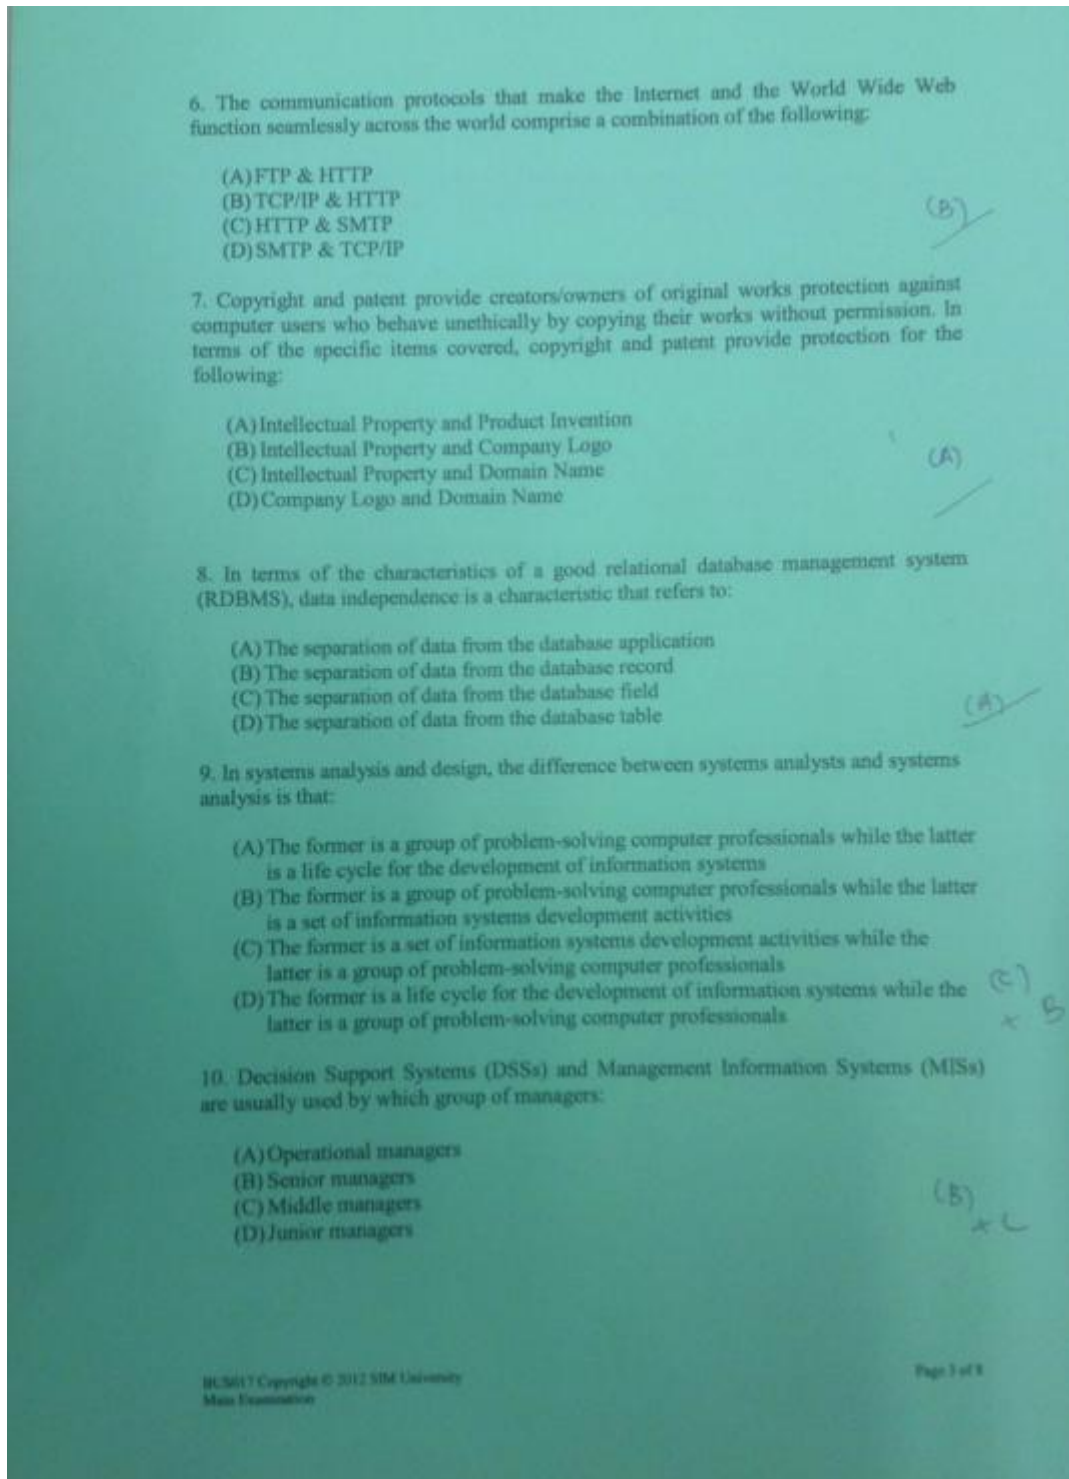 6. The communication protocols that make the Internet and the World Wide Web
function seamlessly across the world comprise a combination of the following:
(A) FTP & HTTP
(B) TCP/IP & HTTP
(C) HTTP & SMTP
(D) SMTP & TCP/IP
(B)
7. Copyright and patent provide creators/owners of original works protection against
computer users who behave unethically by copying their works without permission. In
terms of the specific items covered, copyright and patent provide protection for the
following:
(A) Intellectual Property and Product Invention
(B) Intellectual Property and Company Logo
(C) Intellectual Property and Domain Name
(D) Company Logo and Domain Name
(A)
8. In terms of the characteristics of a good relational database management system
(RDBMS), data independence is a characteristic that refers to:
(A) The separation of data from the database application
(B) The separation of data from the database record
(C) The separation of data from the database field
(D) The separation of data from the database table
(A)
9. In systems analysis and design, the difference between systems analysts and systems
analysis is that:
(A) The former is a group of problem-solving computer professionals while the latter
is a life cycle for the development of information systems
(B) The former is a group of problem-solving computer professionals while the latter
is a set of information systems development activities
(C) The former is a set of information systems development activities while the
latter is a group of problem-solving computer professionals
(D) The former is a life cycle for the development of information systems while the
latter is a group of problem-solving computer professionals
(C)
x B
10. Decision Support Systems (DSSs) and Management Information Systems (MISs)
are usually used by which group of managers:
(A) Operational managers
(B) Senior managers
(C) Middle managers
(D) Junior managers
(B)
x C
Copyright © 2012 SIM University
Main Examination
Page 3 of 8